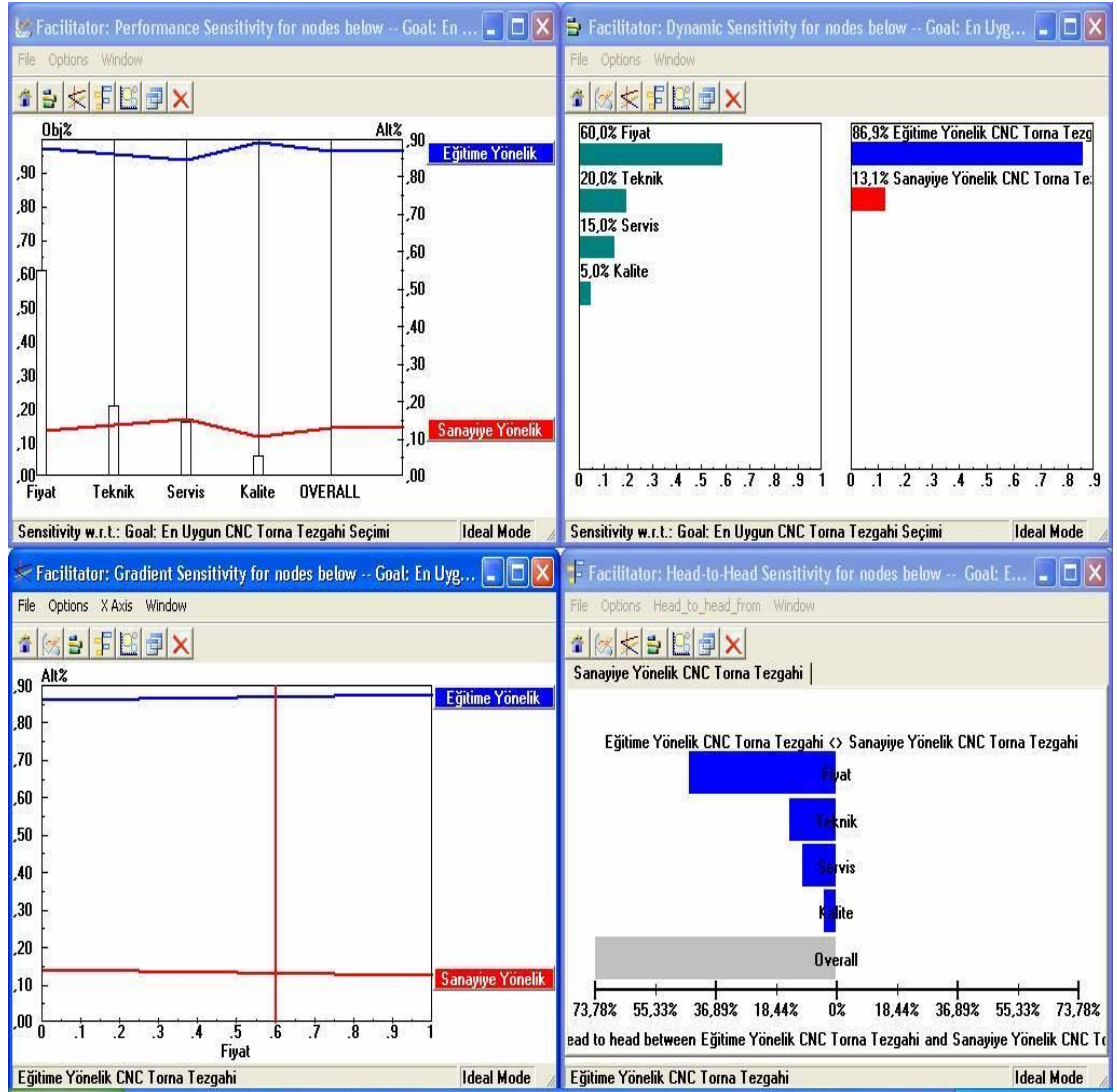 Facilitator: Performance Sensitivity for nodes below -- Goal: En ...
File Options Window
Obj% Alt%
,90
,80
,70
,60
,50
,40
,30
,20
,10
,00
,90
,80
,70
,60
,50
,40
,30
,20
,10
,00
Eğitime Yönelik
Sanayiye Yönelik
Fiyat Teknik Servis Kalite OVERALL
Sensitivity w.r.t.: Goal: En Uygun CNC Torna Tezgahi Seçimi Ideal Mode
Facilitator: Dynamic Sensitivity for nodes below -- Goal: En Uyg...
File Options Window
60,0% Fiyat
20,0% Teknik
15,0% Servis
5,0% Kalite
0 .1 .2 .3 .4 .5 .6 .7 .8 .9 1
86,9% Eğitime Yönelik CNC Torna Tezg
13,1% Sanayiye Yönelik CNC Torna Te
0 .1 .2 .3 .4 .5 .6 .7 .8 .9
Sensitivity w.r.t.: Goal: En Uygun CNC Torna Tezgahi Seçimi Ideal Mode
Facilitator: Gradient Sensitivity for nodes below -- Goal: En Uyg...
File Options X Axis Window
Alt%
,90
,80
,70
,60
,50
,40
,30
,20
,10
,00
Eğitime Yönelik
Sanayiye Yönelik
0 .1 .2 .3 .4 .5 .6 .7 .8 .9 1
Fiyat
Eğitime Yönelik CNC Torna Tezgahi Ideal Mode
Facilitator: Head-to-Head Sensitivity for nodes below -- Goal: E...
File Options Head_to_head_from Window
Sanayiye Yönelik CNC Torna Tezgahi
Eğitime Yönelik CNC Torna Tezgahi <> Sanayiye Yönelik CNC Torna Tezgahi
Fiyat
Teknik
Servis
Kalite
Overall
73,78% 55,33% 36,89% 18,44% 0% 18,44% 36,89% 55,33% 73,78%
ead to head between Eğitime Yönelik CNC Torna Tezgahi and Sanayiye Yönelik CNC To
Eğitime Yönelik CNC Torna Tezgahi Ideal Mode